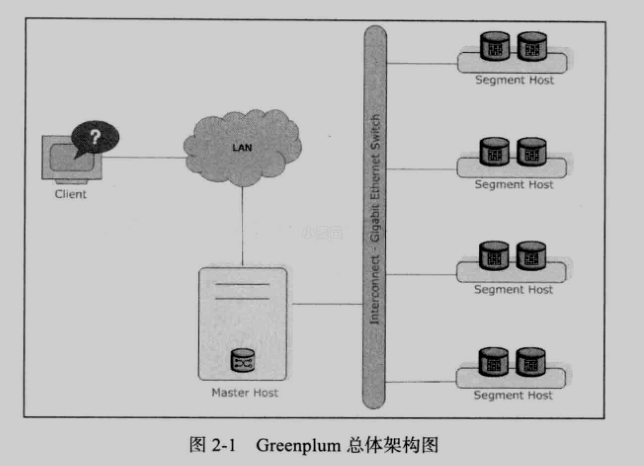 ?
LAN
Client
Master Host
Interconnect - Gigabit Ethernet Switch
Segment Host
Segment Host
Segment Host
Segment Host
图 2-1 Greenplum 总体架构图